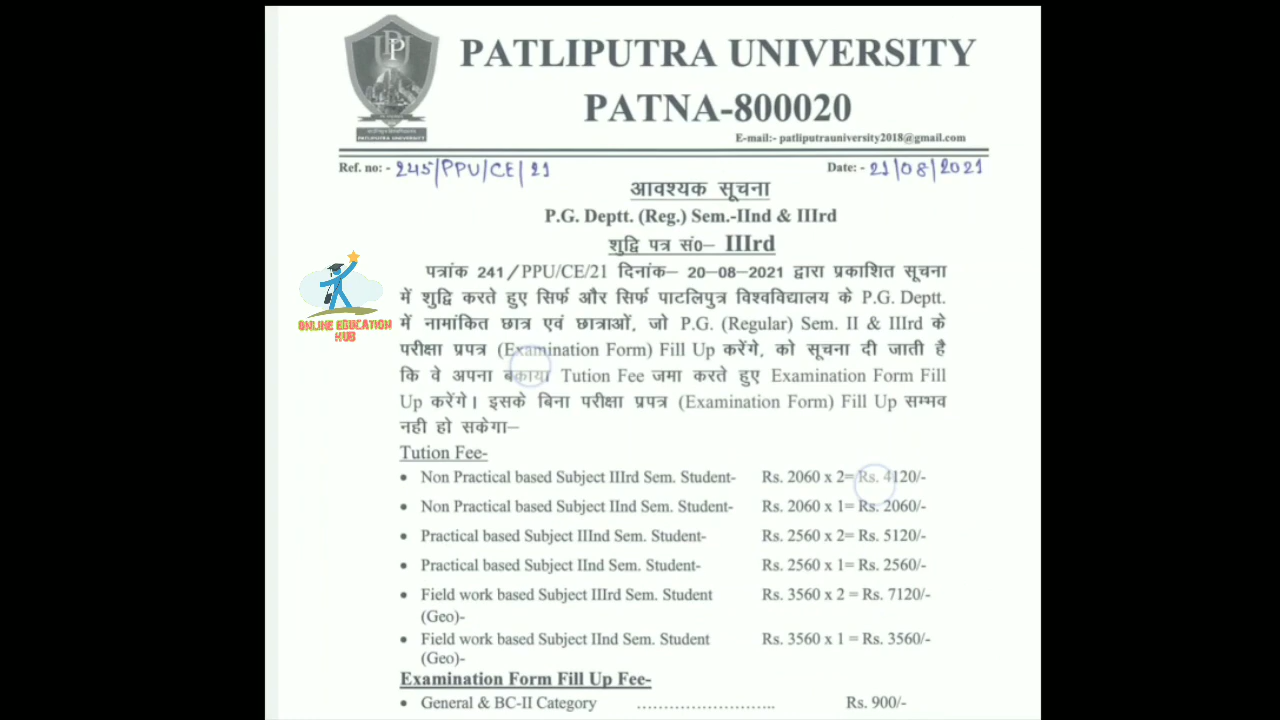 PATLIPUTRA UNIVERSITY
PATNA-800020
E-mail:- patliputrauniversity2018@gmail.com
Ref. no: - 245/PPU/CE/21
Date: - 21/08/2021
आवश्यक सूचना
P.G. Deptt. (Reg.) Sem.-IInd & IIIrd
शुद्धि पत्र सं0– IIIrd
पत्रांक 241/PPU/CE/21 दिनांक– 20–08–2021 द्वारा प्रकाशित सूचना
में शुद्धि करते हुए सिर्फ और सिर्फ पाटलिपुत्र विश्वविद्यालय के P.G. Deptt.
में नामांकित छात्र एवं छात्राओं, जो P.G. (Regular) Sem. II & IIIrd के
परीक्षा प्रपत्र (Examination Form) Fill Up करेंगे, को सूचना दी जाती है
कि वे अपना बकाया Tution Fee जमा करते हुए Examination Form Fill
Up करेंगे। इसके बिना परीक्षा प्रपत्र (Examination Form) Fill Up सम्भव
नही हो सकेगा–
Tution Fee-
• Non Practical based Subject IIIrd Sem. Student- Rs. 2060 x 2= Rs. 4120/-
• Non Practical based Subject IInd Sem. Student- Rs. 2060 x 1= Rs. 2060/-
• Practical based Subject IIInd Sem. Student- Rs. 2560 x 2= Rs. 5120/-
• Practical based Subject IInd Sem. Student- Rs. 2560 x 1= Rs. 2560/-
• Field work based Subject IIIrd Sem. Student Rs. 3560 x 2 = Rs. 7120/-
(Geo)-
• Field work based Subject IInd Sem. Student Rs. 3560 x 1 = Rs. 3560/-
(Geo)-
Examination Form Fill Up Fee-
• General & BC-II Category ............................ Rs. 900/-
ONLINE EDUCATION
HUB
PPU
PATLIPUTRA UNIVERSITY